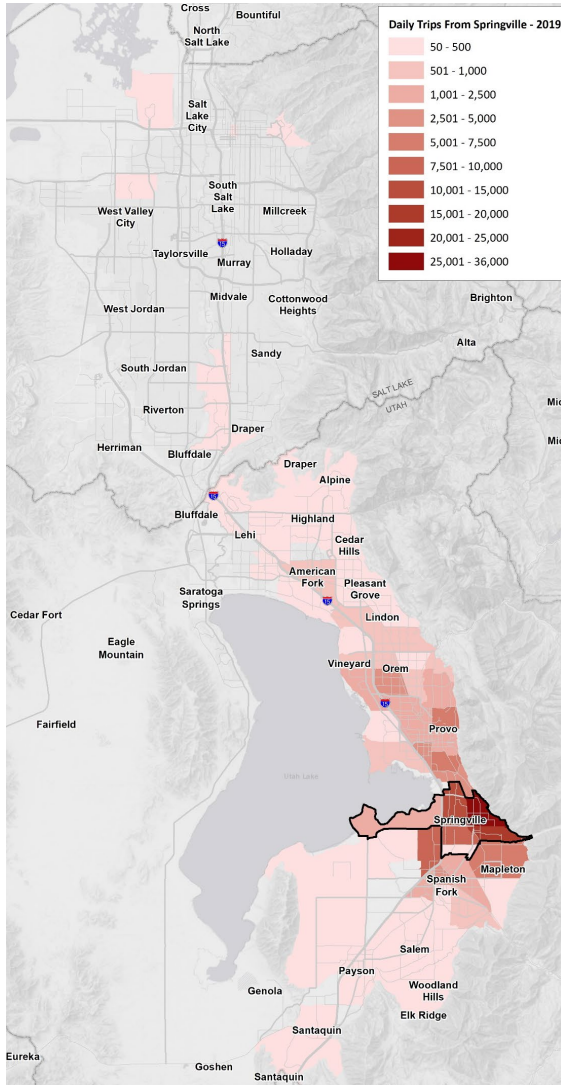 Cross
Bountiful
North
Salt Lake
Salt
Lake
City
South
Salt
Lake
West Valley
City
Millcreek
15
Taylorsville
Murray
Holladay
Midvale
Cottonwood
Heights
West Jordan
Brighton
Alta
Sandy
South Jordan
SALT LAKE
UTAH
Riverton
Draper
Herriman
Bluffdale
Draper
Alpine
15
Bluffdale
Highland
Lehi
Cedar
Hills
American
Fork
Pleasant
Grove
Saratoga
Springs
15
Cedar Fort
Lindon
Eagle
Mountain
Vineyard
Orem
15
Fairfield
Provo
Utah Lake
Springville
Mapleton
Spanish
Fork
Salem
Payson
Genola
Woodland
Hills
Elk Ridge
Santaquin
Eureka
Goshen
Santaquin
Daily Trips From Springville - 2019
50 - 500
501 - 1,000
1,001 - 2,500
2,501 - 5,000
5,001 - 7,500
7,501 - 10,000
10,001 - 15,000
15,001 - 20,000
20,001 - 25,000
25,001 - 36,000